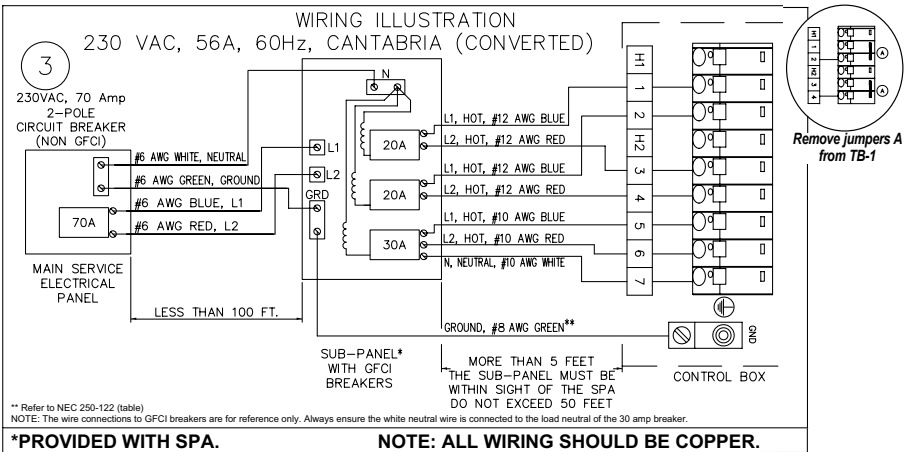 WIRING ILLUSTRATION
230 VAC, 56A, 60Hz, CANTABRIA (CONVERTED)
3
230VAC, 70 Amp
2-POLE
CIRCUIT BREAKER
(NON GFCI)
#6 AWG WHITE, NEUTRAL
#6 AWG GREEN, GROUND
#6 AWG BLUE, L1
#6 AWG RED, L2
70A
MAIN SERVICE
ELECTRICAL
PANEL
LESS THAN 100 FT.
N
L1
L2
GRD
20A
20A
30A
SUB-PANEL*
WITH GFCI
BREAKERS
L1, HOT, #12 AWG BLUE
L2, HOT, #12 AWG RED
L1, HOT, #12 AWG BLUE
L2, HOT, #12 AWG RED
L1, HOT, #10 AWG BLUE
L2, HOT, #10 AWG RED
N, NEUTRAL, #10 AWG WHITE
GROUND, #8 AWG GREEN**
MORE THAN 5 FEET
THE SUB-PANEL MUST BE
WITHIN SIGHT OF THE SPA
DO NOT EXCEED 50 FEET
H1
1
2
H2
3
4
5
6
7
GND
CONTROL BOX
H1
1
2
H2
3
4
A
A
Remove jumpers A
from TB-1
** Refer to NEC 250-122 (table)
NOTE: The wire connections to GFCI breakers are for reference only. Always ensure the white neutral wire is connected to the load neutral of the 30 amp breaker.
*PROVIDED WITH SPA. NOTE: ALL WIRING SHOULD BE COPPER.